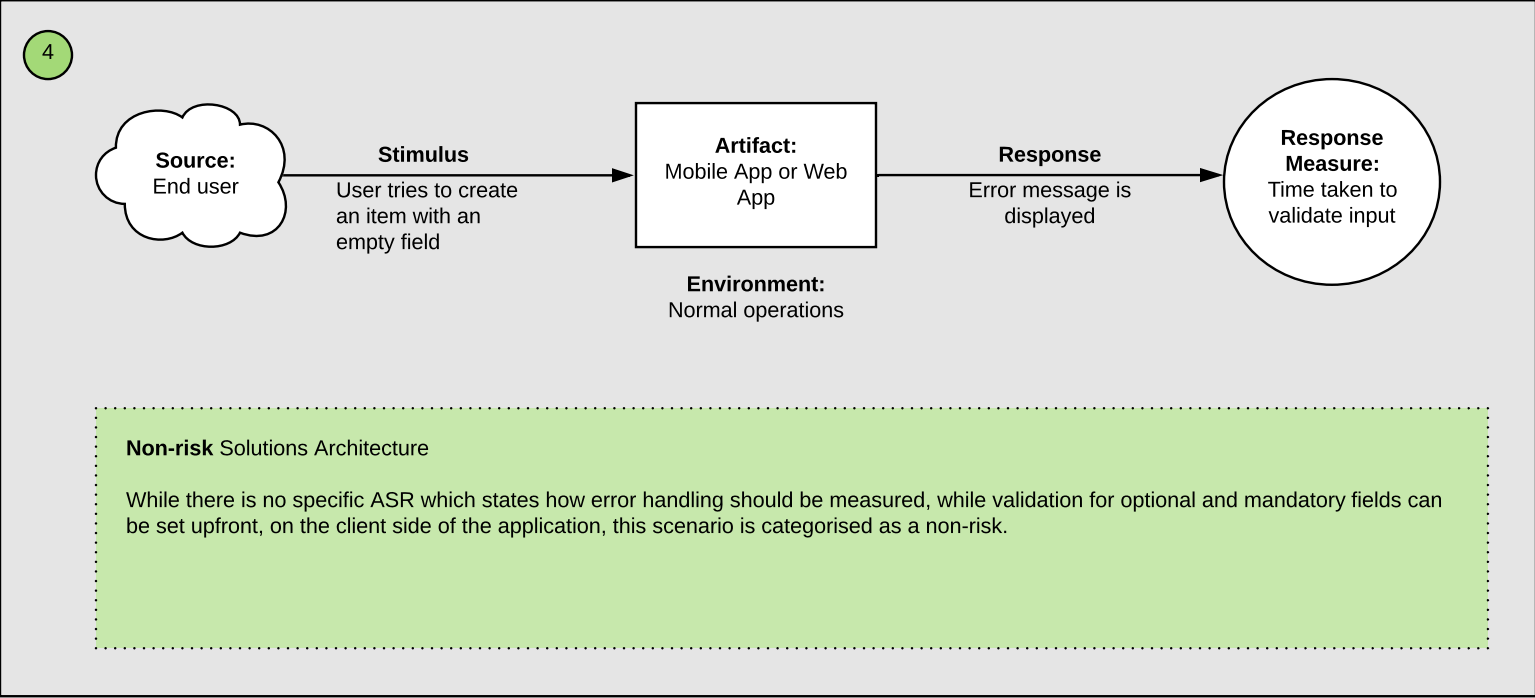 4
Source:
End user
Stimulus
User tries to create
an item with an
empty field
Artifact:
Mobile App or Web
App
Environment:
Normal operations
Response
Error message is
displayed
Response
Measure:
Time taken to
validate input
Non-risk Solutions Architecture
While there is no specific ASR which states how error handling should be measured, while validation for optional and mandatory fields can
be set upfront, on the client side of the application, this scenario is categorised as a non-risk.